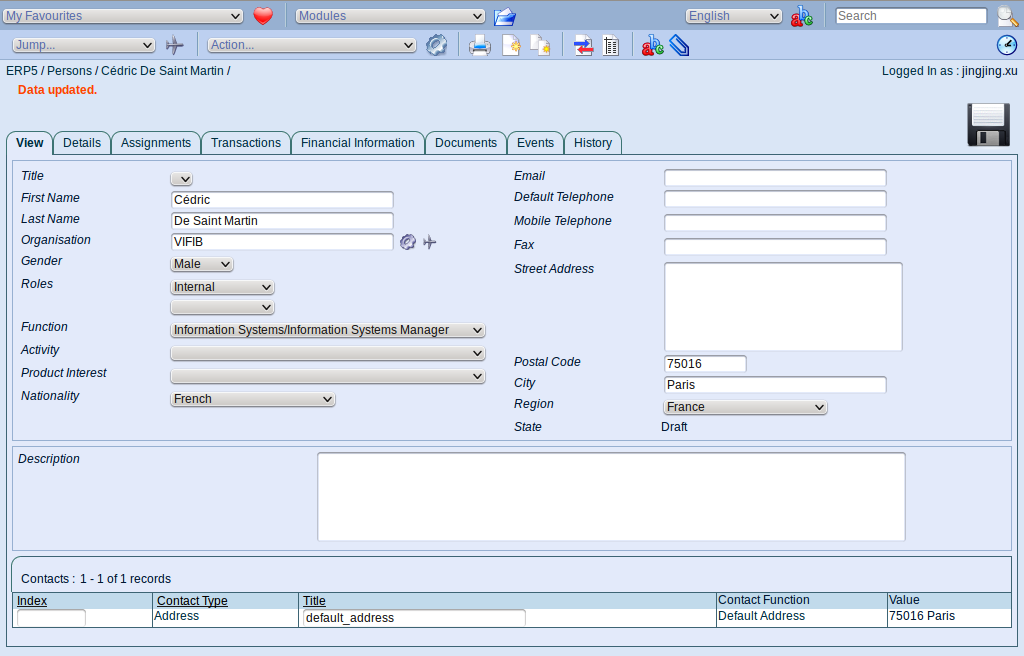 My Favourites Modules English Search
Jump... Action...
ERP5 / Persons / Cédric De Saint Martin / Logged In as : jingjing.xu
Data updated.
View Details Assignments Transactions Financial Information Documents Events History
Title
First Name Cédric
Last Name De Saint Martin
Organisation VIFIB
Gender Male
Roles Internal
Function Information Systems/Information Systems Manager
Activity
Product Interest
Nationality French
Email
Default Telephone
Mobile Telephone
Fax
Street Address
Postal Code 75016
City Paris
Region France
State Draft
Description
Contacts : 1 - 1 of 1 records
Index Contact Type Title Contact Function Value
Address default_address Default Address 75016 Paris